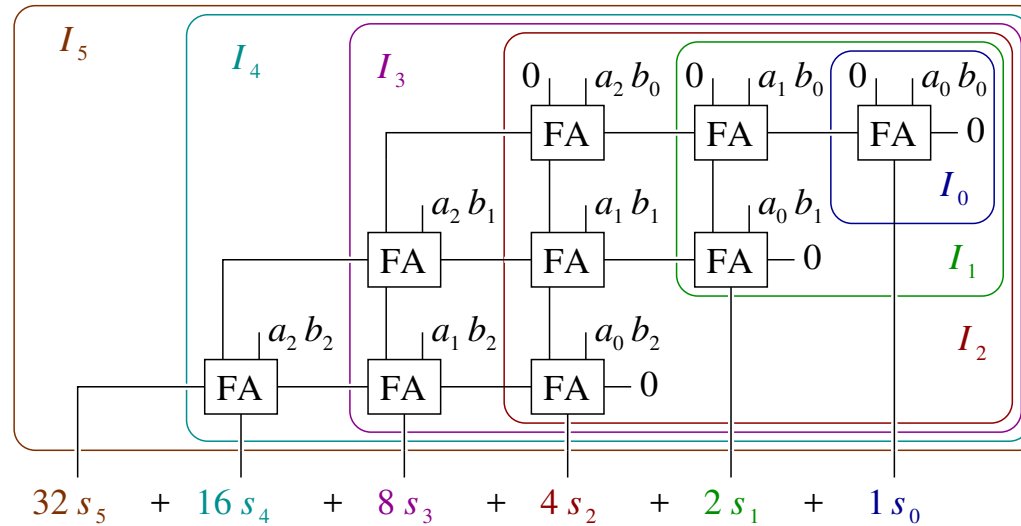 I₅ I₄ I₃ 0 a₂ b₀ 0 a₁ b₀ 0 a₀ b₀
FA FA FA 0
I₀
a₂ b₁ a₁ b₁ a₀ b₁
FA FA FA 0 I₁
a₂ b₂ a₁ b₂ a₀ b₂ I₂
FA FA FA 0
32 s₅ + 16 s₄ + 8 s₃ + 4 s₂ + 2 s₁ + 1 s₀